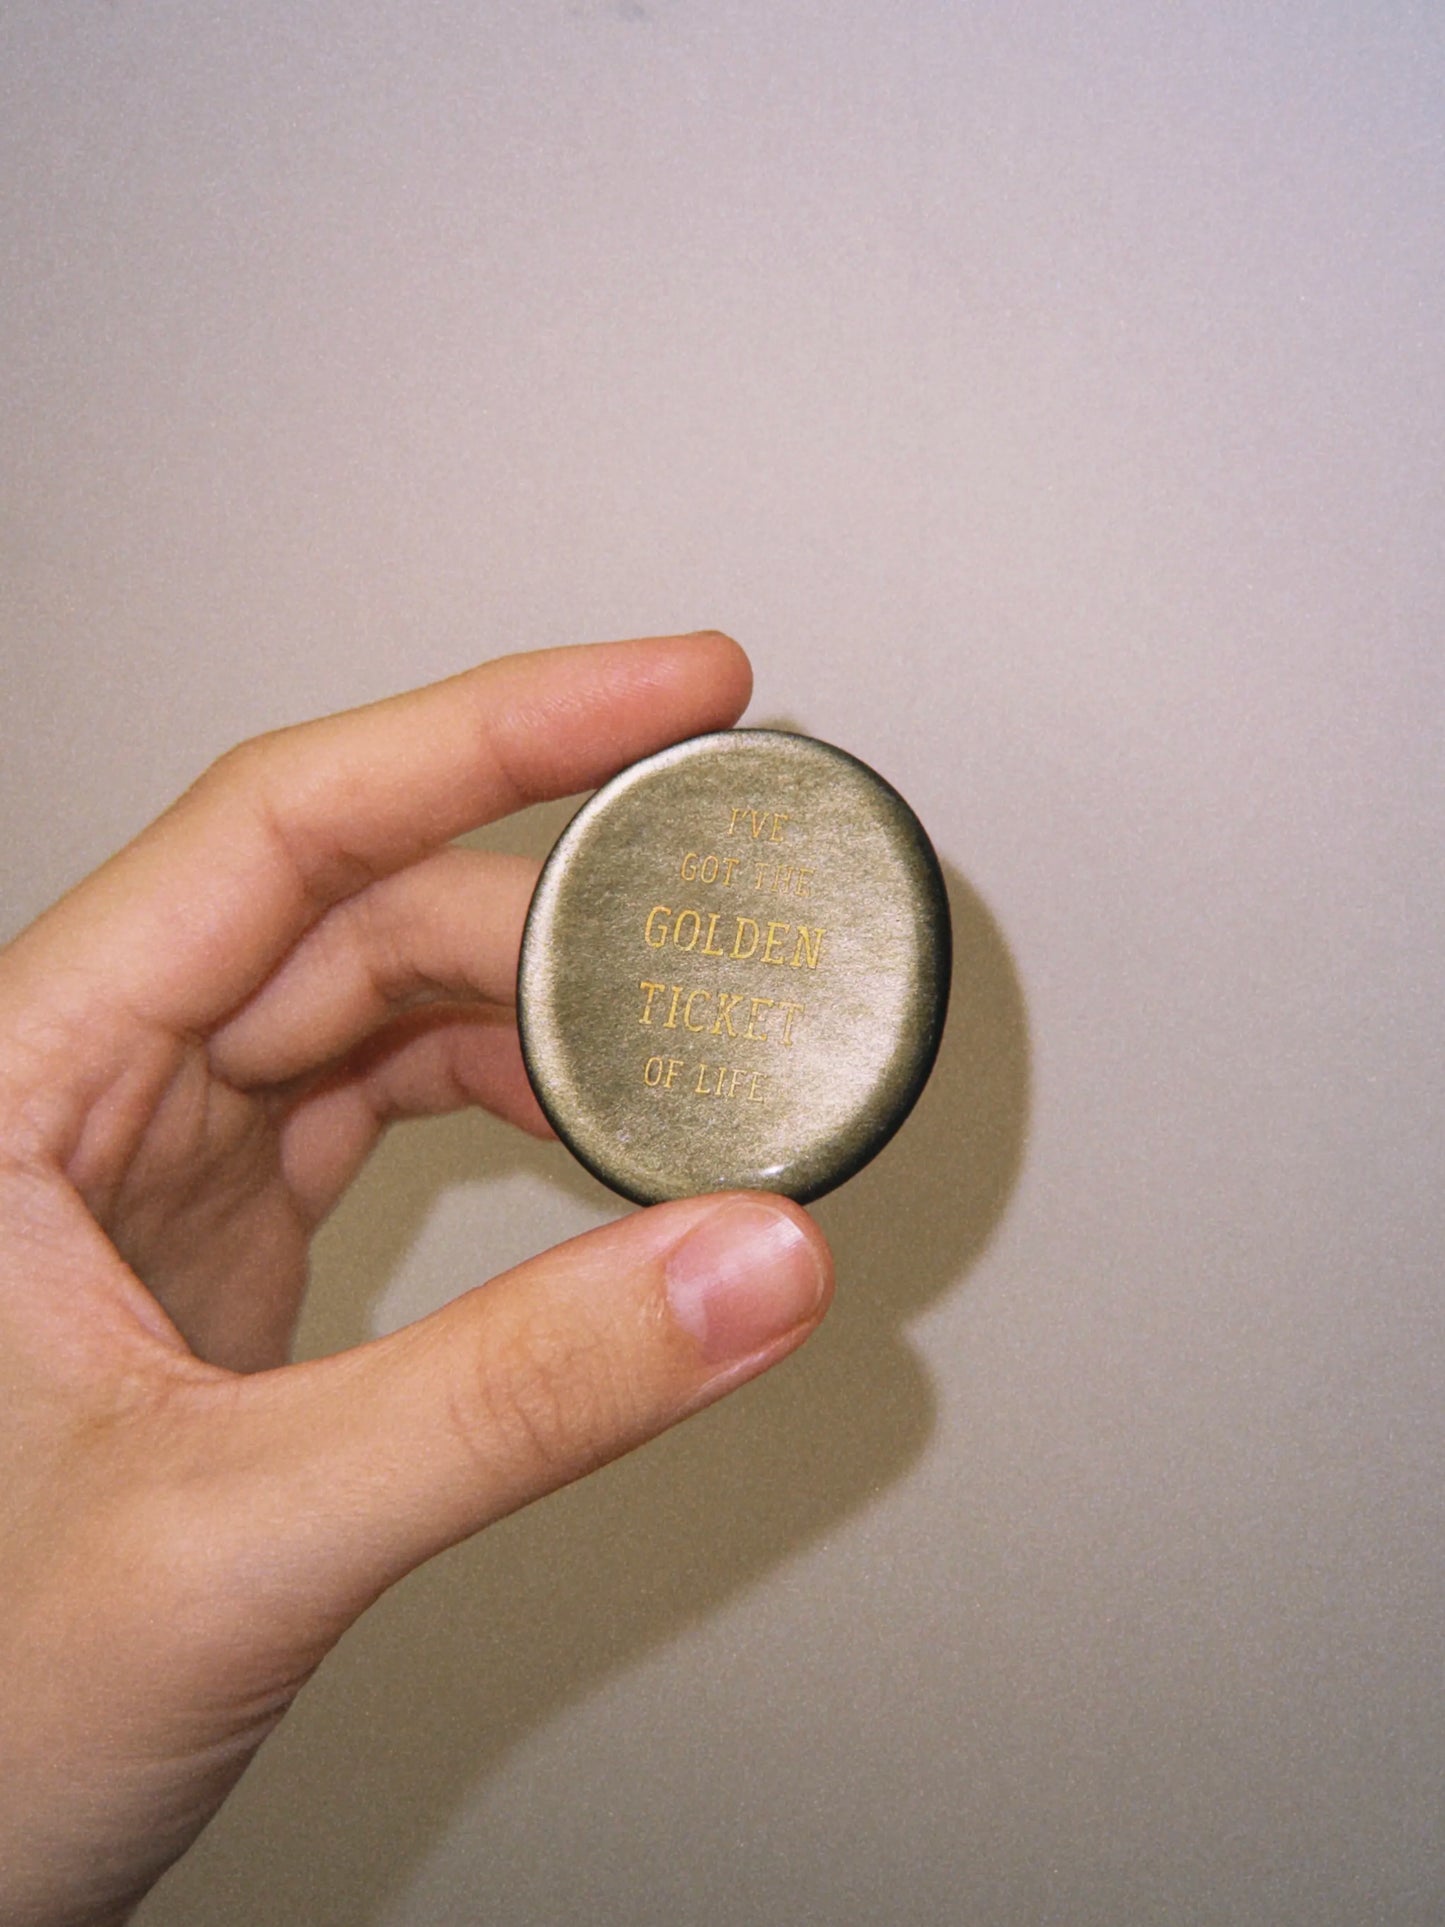 I'VE
GOT THE
GOLDEN
TICKET
OF LIFE